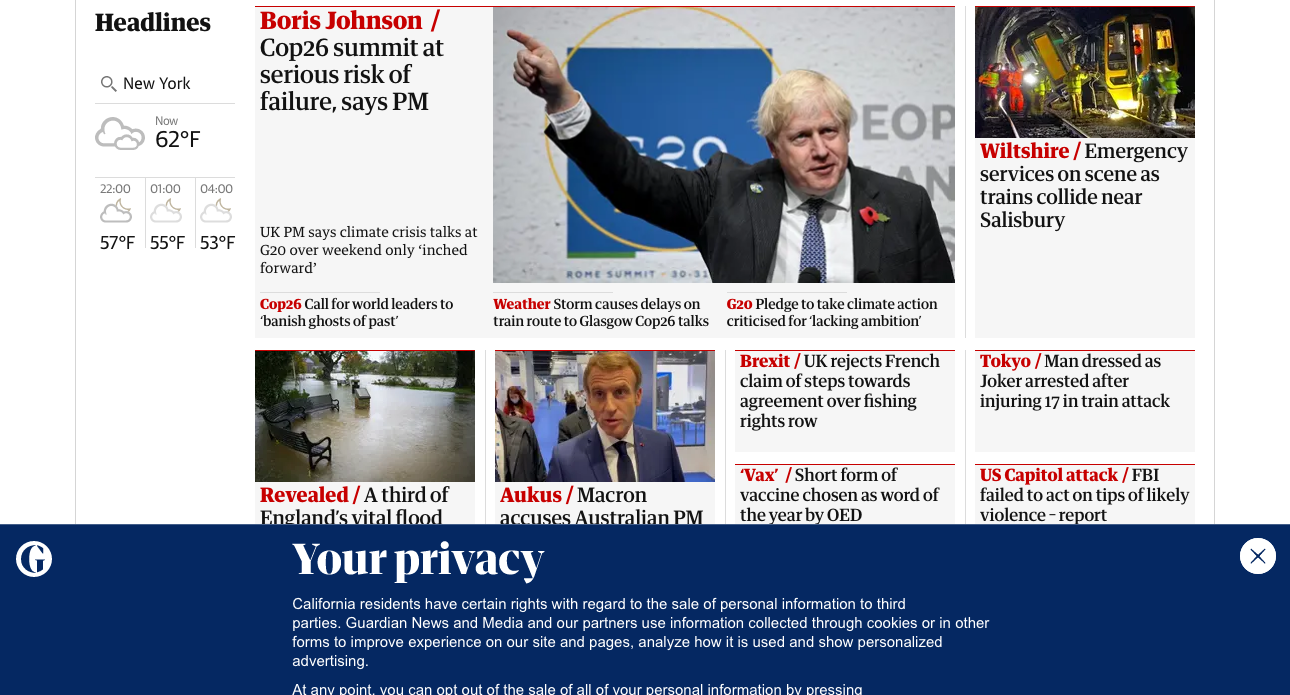 Headlines
New York
Now
62°F
22:00
01:00
04:00
57°F
55°F
53°F
Boris Johnson /
Cop26 summit at
serious risk of
failure, says PM
UK PM says climate crisis talks at
G20 over weekend only ‘inched
forward’
G20
PEOP
ROME SUMMIT · 30-31
Cop26 Call for world leaders to
‘banish ghosts of past’
Weather Storm causes delays on
train route to Glasgow Cop26 talks
G20 Pledge to take climate action
criticised for ‘lacking ambition’
Wiltshire / Emergency
services on scene as
trains collide near
Salisbury
Revealed / A third of
England’s vital flood
Aukus / Macron
accuses Australian PM
Brexit / UK rejects French
claim of steps towards
agreement over fishing
rights row
‘Vax’ / Short form of
vaccine chosen as word of
the year by OED
Tokyo / Man dressed as
Joker arrested after
injuring 17 in train attack
US Capitol attack / FBI
failed to act on tips of likely
violence – report
Your privacy
California residents have certain rights with regard to the sale of personal information to third
parties. Guardian News and Media and our partners use information collected through cookies or in other
forms to improve experience on our site and pages, analyze how it is used and show personalized
advertising.
At any point, you can opt out of the sale of all of your personal information by pressing